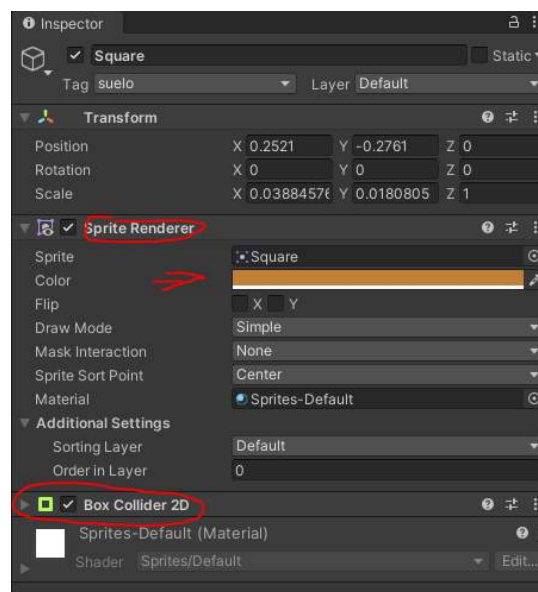 Inspector
Square Static
Tag suelo Layer Default
Transform
Position X 0.2521 Y -0.2761 Z 0
Rotation X 0 Y 0 Z 0
Scale X 0.0388457 Y 0.0180805 Z 1
Sprite Renderer
Sprite Square
Color
Flip X Y
Draw Mode Simple
Mask Interaction None
Sprite Sort Point Center
Material Sprites-Default
Additional Settings
Sorting Layer Default
Order in Layer 0
Box Collider 2D
Sprites-Default (Material)
Shader Sprites/Default Edit...